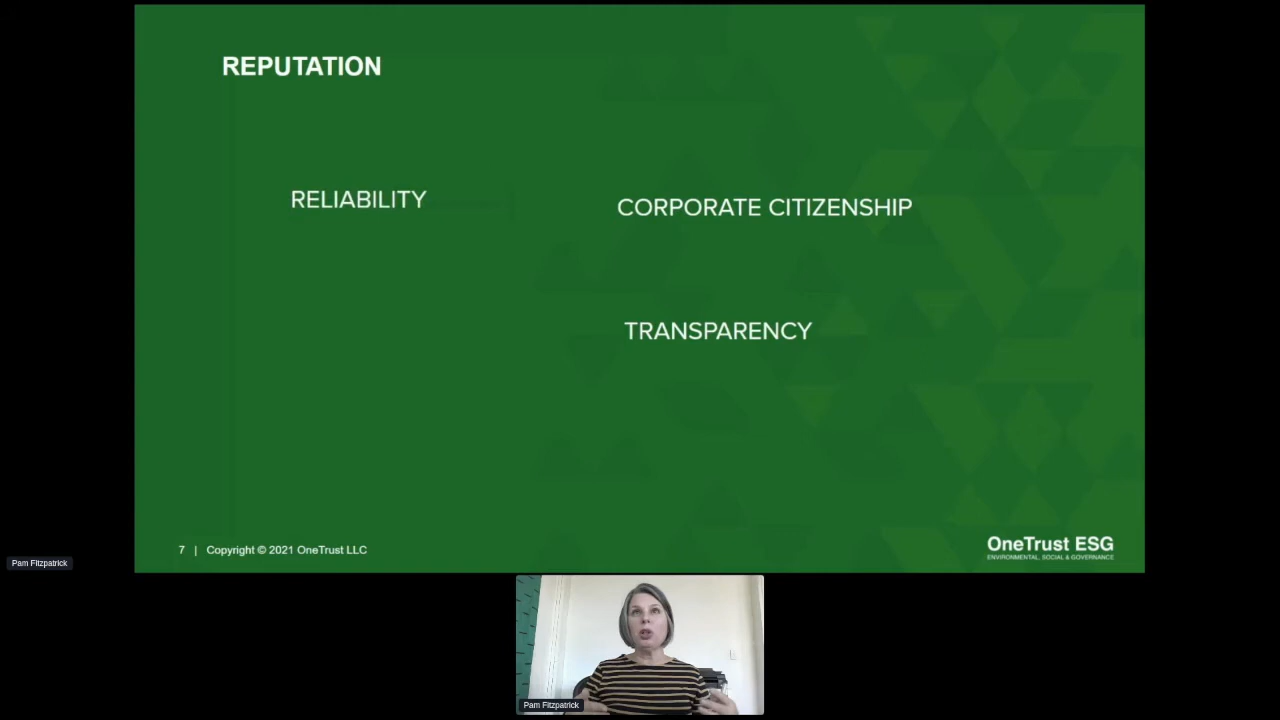 REPUTATION
RELIABILITY
CORPORATE CITIZENSHIP
TRANSPARENCY
7 | Copyright © 2021 OneTrust LLC
OneTrust ESG
ENVIRONMENTAL, SOCIAL & GOVERNANCE
Pam Fitzpatrick
Pam Fitzpatrick